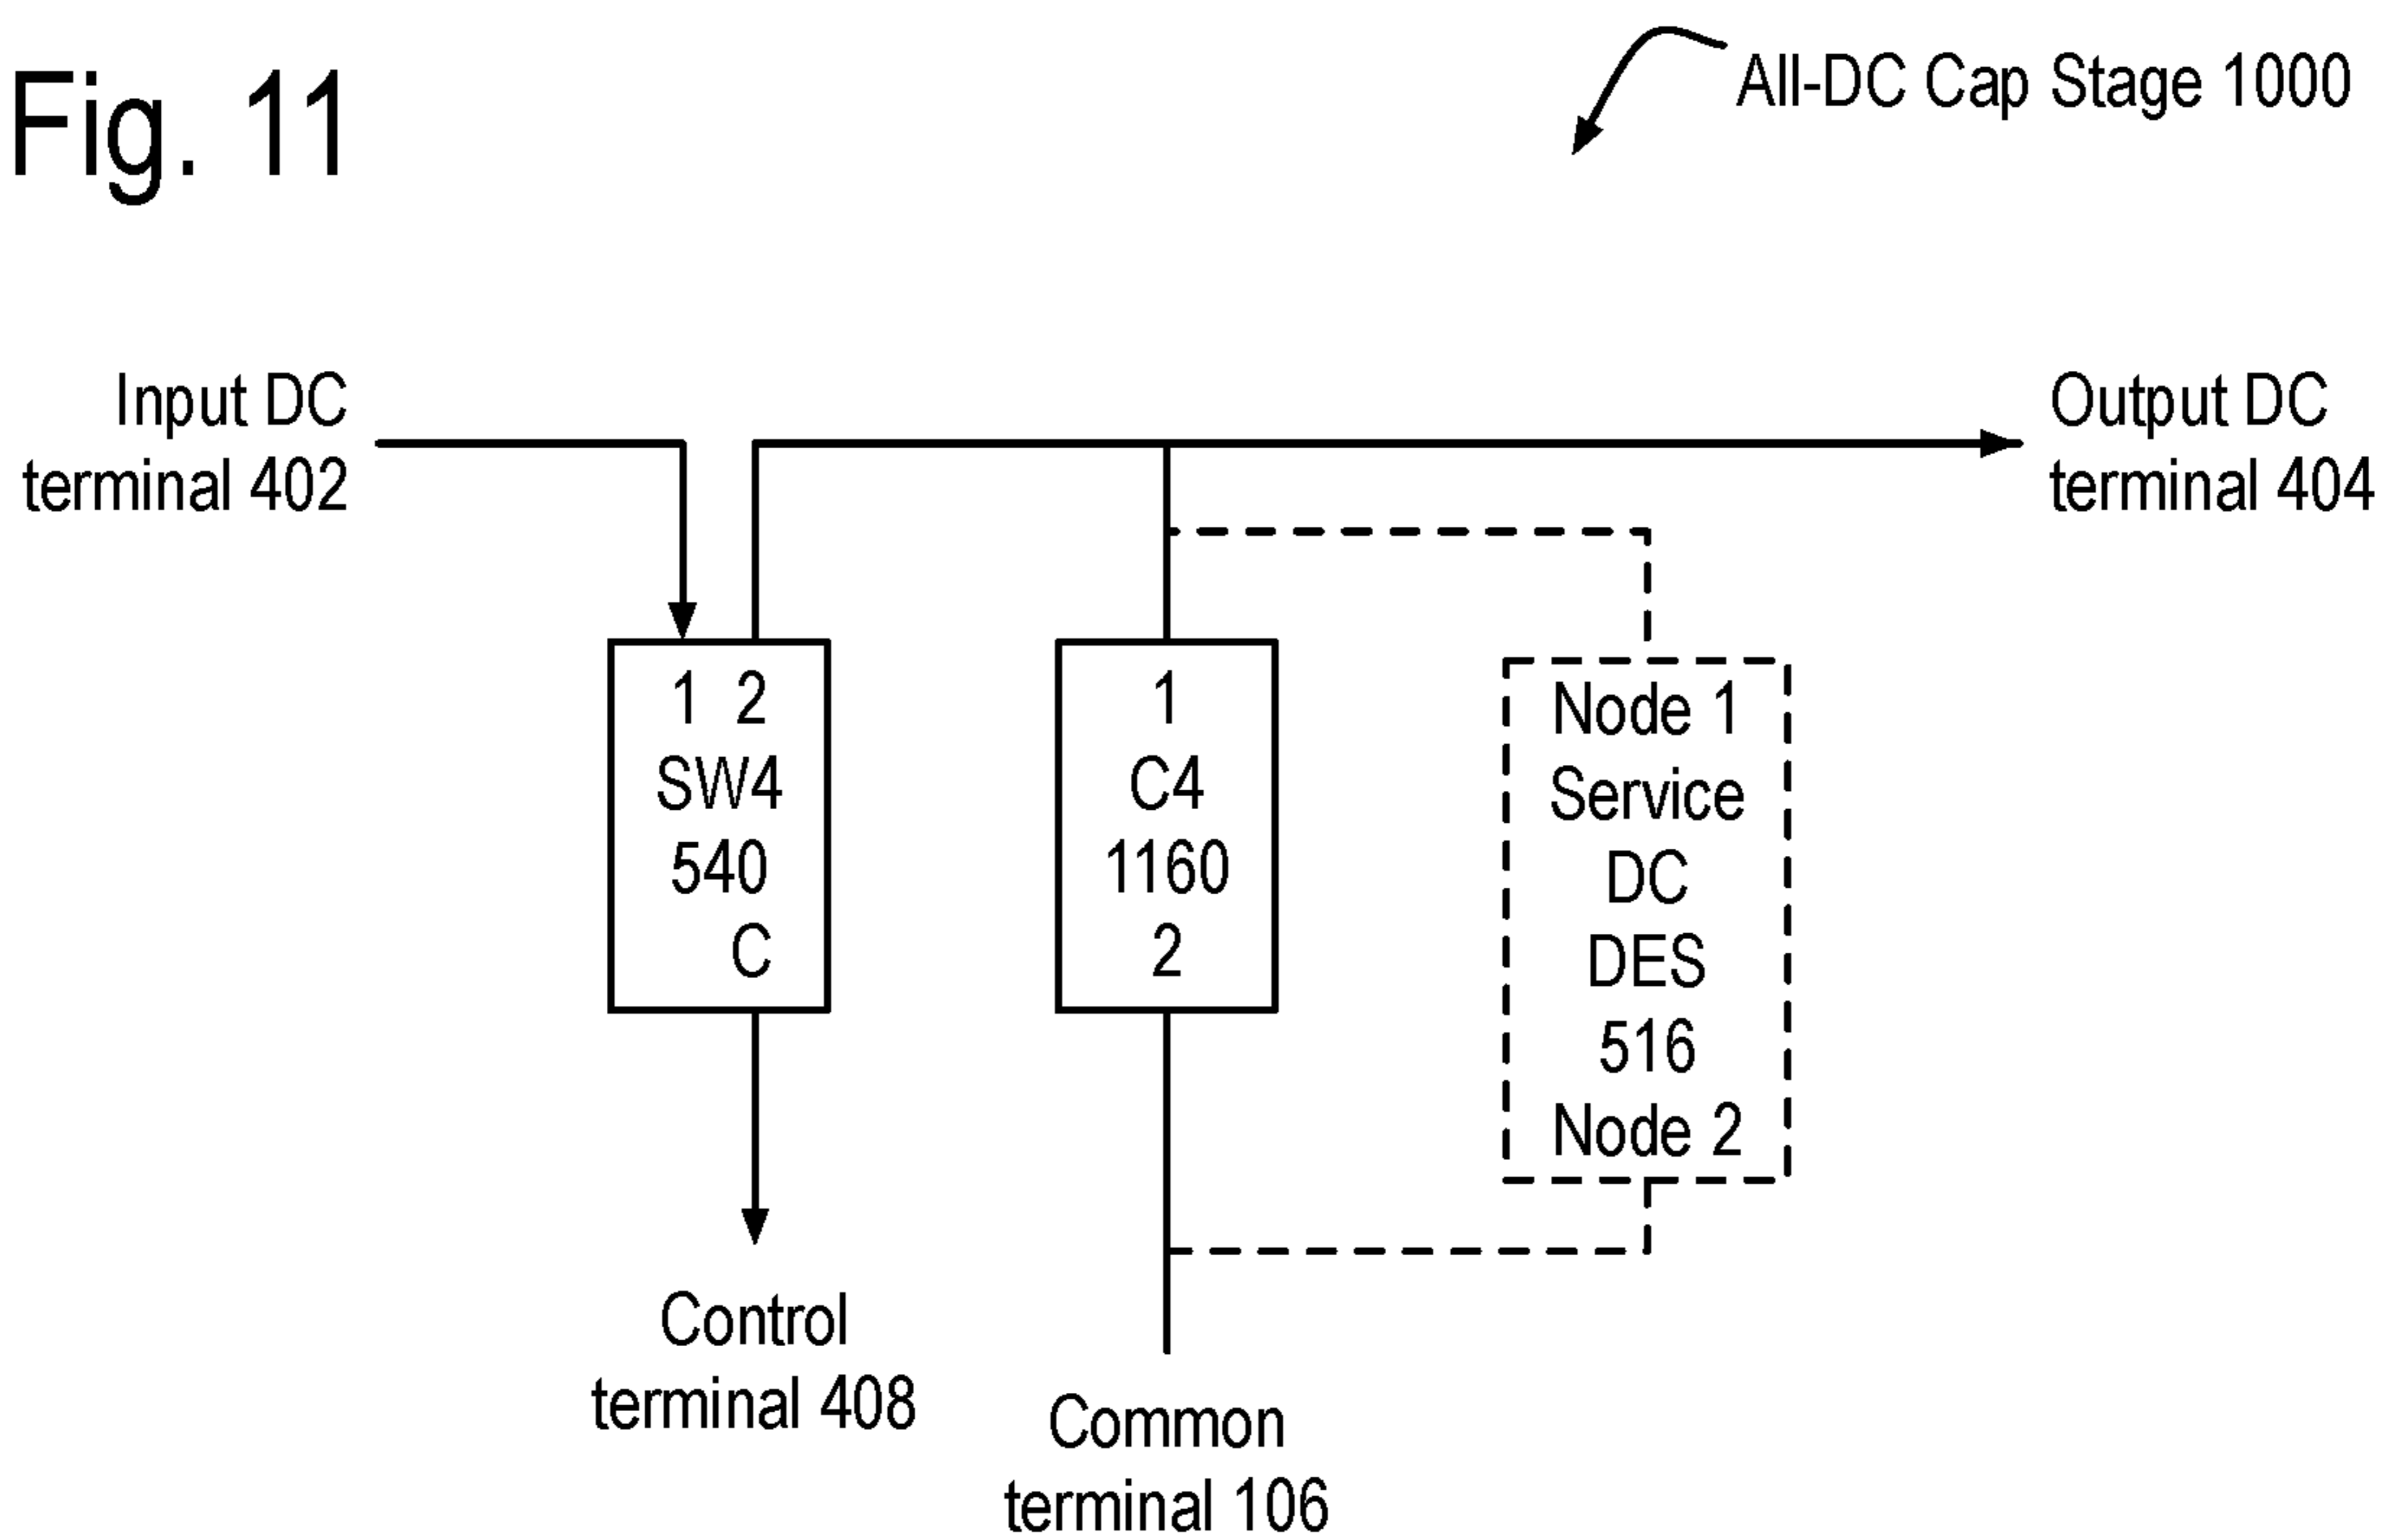 Fig. 11
All-DC Cap Stage 1000
Input DC
terminal 402
Output DC
terminal 404
1 2
SW4
540
C
1
C4
1160
2
Node 1
Service
DC
DES
516
Node 2
Control
terminal 408
Common
terminal 106